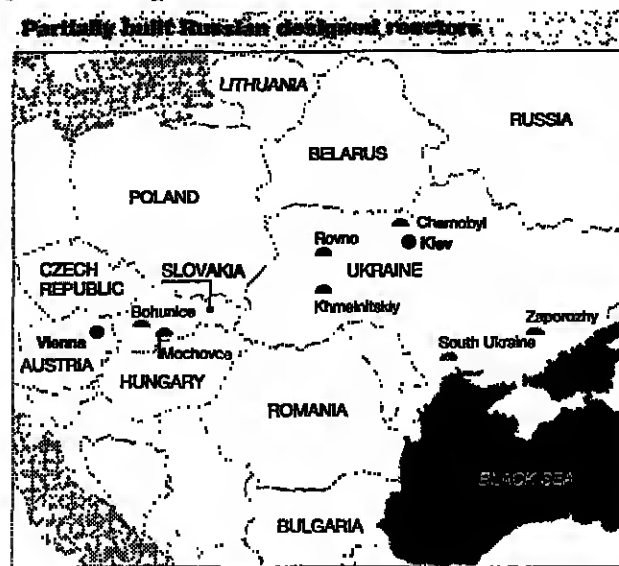 Partially built Russian designed reactors
LITHUANIA
RUSSIA
BELARUS
POLAND
Chernobyl
Rovno
Kiev
CZECH
REPUBLIC
SLOVAKIA
UKRAINE
Bohunice
Khmelnitskiy
Zaporozhy
Vienna
Mochovce
South Ukraine
AUSTRIA
HUNGARY
ROMANIA
BLACK SEA
BULGARIA